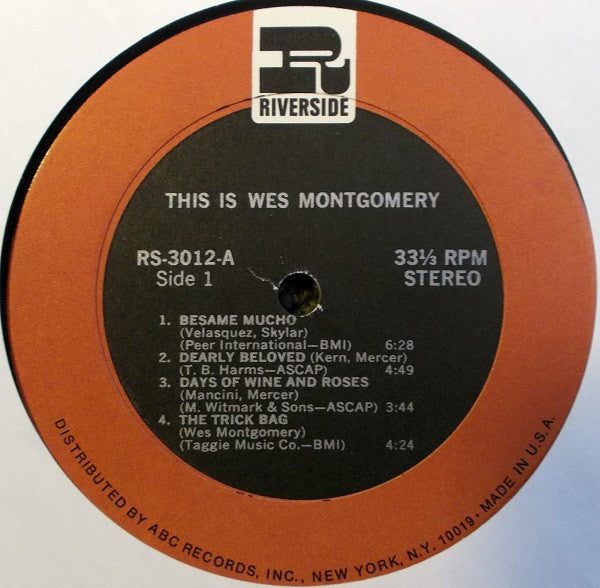 R
RIVERSIDE
THIS IS WES MONTGOMERY
RS-3012-A
Side 1
33⅓ RPM
STEREO
1. BESAME MUCHO
(Velasquez, Skylar)
(Peer International—BMI) 6:28
2. DEARLY BELOVED (Kern, Mercer)
(T. B. Harms—ASCAP) 4:49
3. DAYS OF WINE AND ROSES
(Mancini, Mercer)
(M. Witmark & Sons—ASCAP) 3:44
4. THE TRICK BAG
(Wes Montgomery)
(Taggie Music Co.—BMI) 4:24
DISTRIBUTED BY ABC RECORDS, INC., NEW YORK, N.Y. 10019 • MADE IN U.S.A.